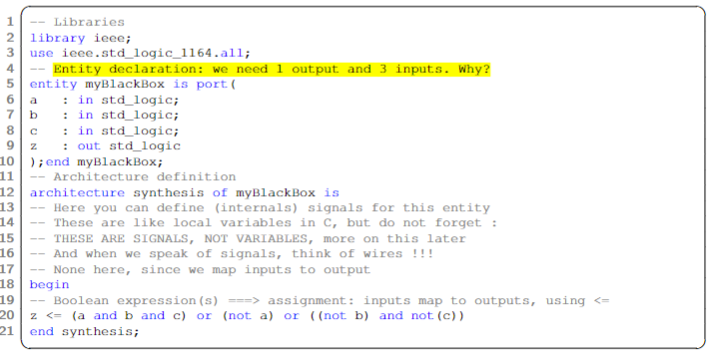 1 -- Libraries
2 library ieee;
3 use ieee.std_logic_1164.all;
4 -- Entity declaration: we need 1 output and 3 inputs. Why?
5 entity myBlackBox is port(
6 a : in std_logic;
7 b : in std_logic;
8 c : in std_logic;
9 z : out std_logic
10 );end myBlackBox;
11 -- Architecture definition
12 architecture synthesis of myBlackBox is
13 -- Here you can define (internals) signals for this entity
14 -- These are like local variables in C, but do not forget :
15 -- THESE ARE SIGNALS, NOT VARIABLES, more on this later
16 -- And when we speak of signals, think of wires !!!
17 -- None here, since we map inputs to output
18 begin
19 -- Boolean expression(s) ===> assignment: inputs map to outputs, using <=
20 z <= (a and b and c) or (not a) or ((not b) and not(c))
21 end synthesis;